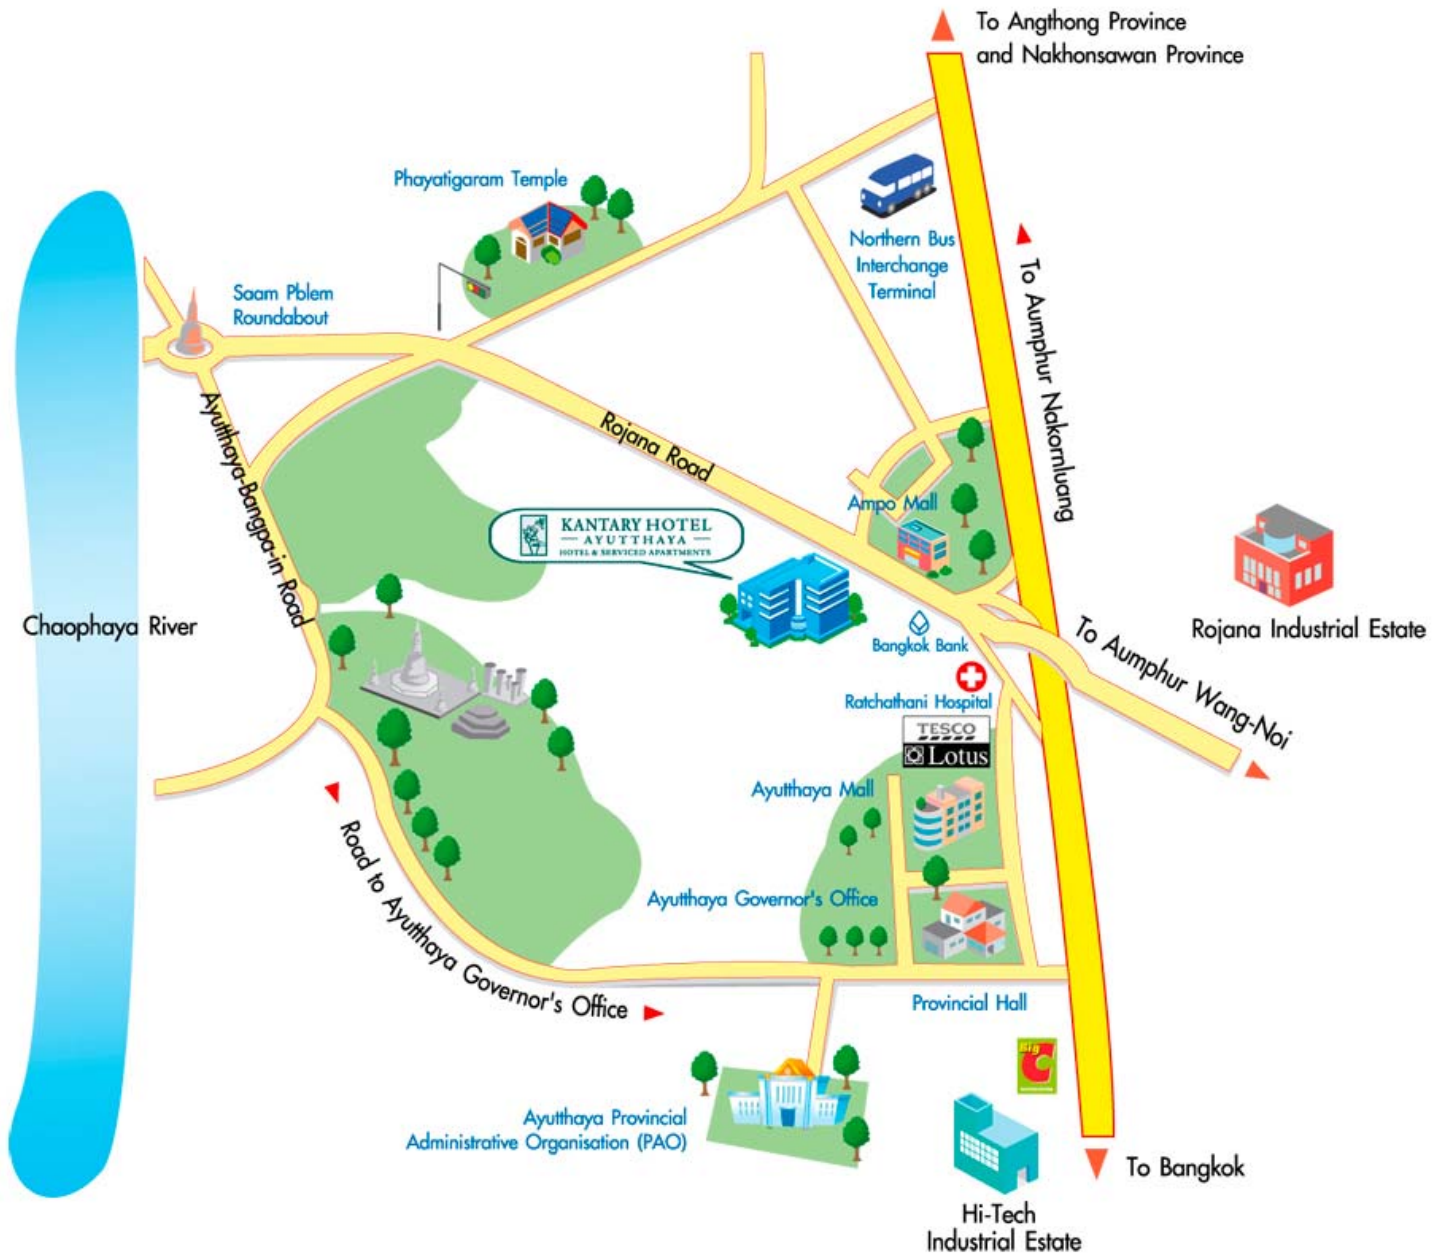 To Angthong Province
and Nakhonsawan Province
Phayatigaram Temple
Northern Bus
Interchange
Terminal
To Aumphur Nakornluang
Saam Pblem
Roundabout
Ayutthaya-Bangpa-in Road
Rojana Road
Ampo Mall
KANTARY HOTEL
AYUTTHAYA
HOTEL & SERVICED APARTMENTS
Chaophaya River
Bangkok Bank
Rojana Industrial Estate
To Aumphur Wang-Noi
Ratchathani Hospital
TESCO
Lotus
Ayutthaya Mall
Road to Ayutthaya Governor's Office
Ayutthaya Governor's Office
Provincial Hall
Big
C
Ayutthaya Provincial
Administrative Organisation (PAO)
To Bangkok
Hi-Tech
Industrial Estate